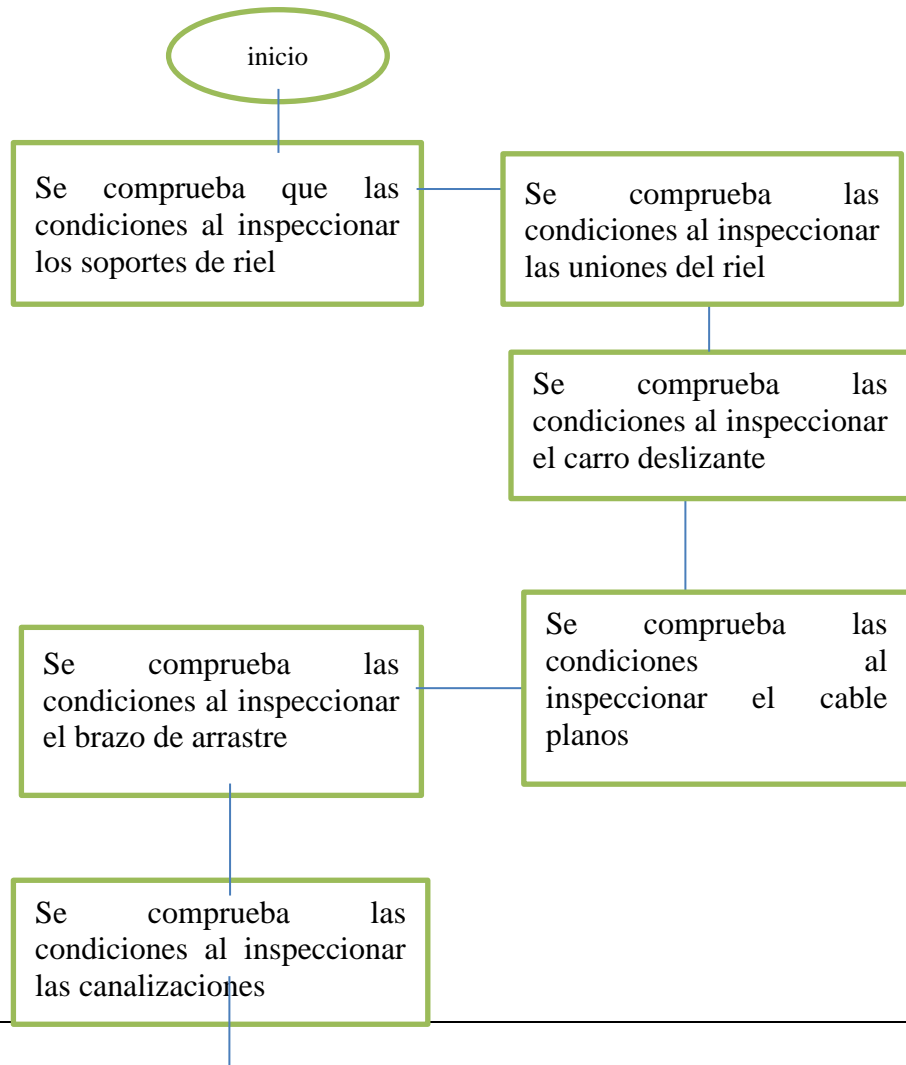 inicio
Se comprueba que las
condiciones al inspeccionar
los soportes de riel
Se comprueba las
condiciones al inspeccionar
las uniones del riel
Se comprueba las
condiciones al inspeccionar
el carro deslizante
Se comprueba las
condiciones al
inspeccionar el cable
planos
Se comprueba las
condiciones al inspeccionar
el brazo de arrastre
Se comprueba las
condiciones al inspeccionar
las canalizaciones